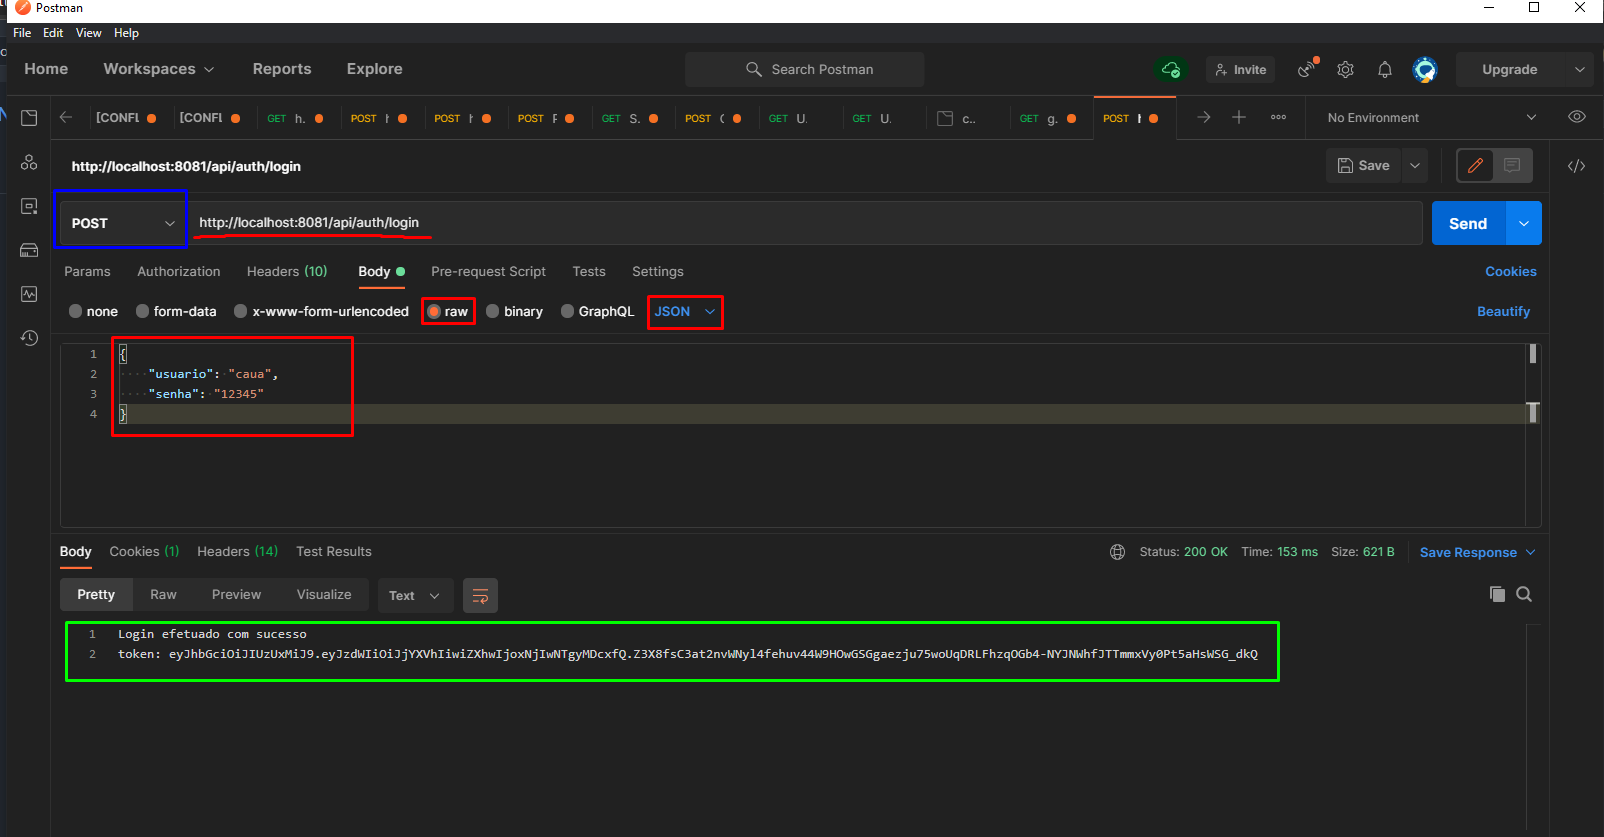 Postman
File Edit View Help
Home Workspaces Reports Explore Search Postman Invite Upgrade
[CONFL [CONFL GET h. POST POST POST F GET S. POST GET U. GET U. c.. GET g. POST No Environment
http://localhost:8081/api/auth/login Save
POST http://localhost:8081/api/auth/login Send
Params Authorization Headers (10) Body Pre-request Script Tests Settings Cookies
none form-data x-www-form-urlencoded raw binary GraphQL JSON Beautify
1 {
2 "usuario": "caua",
3 "senha": "12345"
4 }
Body Cookies (1) Headers (14) Test Results Status: 200 OK Time: 153 ms Size: 621 B Save Response
Pretty Raw Preview Visualize Text
1 Login efetuado com sucesso
2 token: eyJhbGciOiJIUzUxMiJ9.eyJzdWIiOiJjYXVhIiwiZXhwIjoxNjIwNTgyMDcxfQ.Z3X8fsC3at2nvWNyl4fehuv44W9HOwGSGgaezju75woUqDRLFhzqOGb4-NYJNWhfJTTmmxVy0Pt5aHsWSG_dkQ